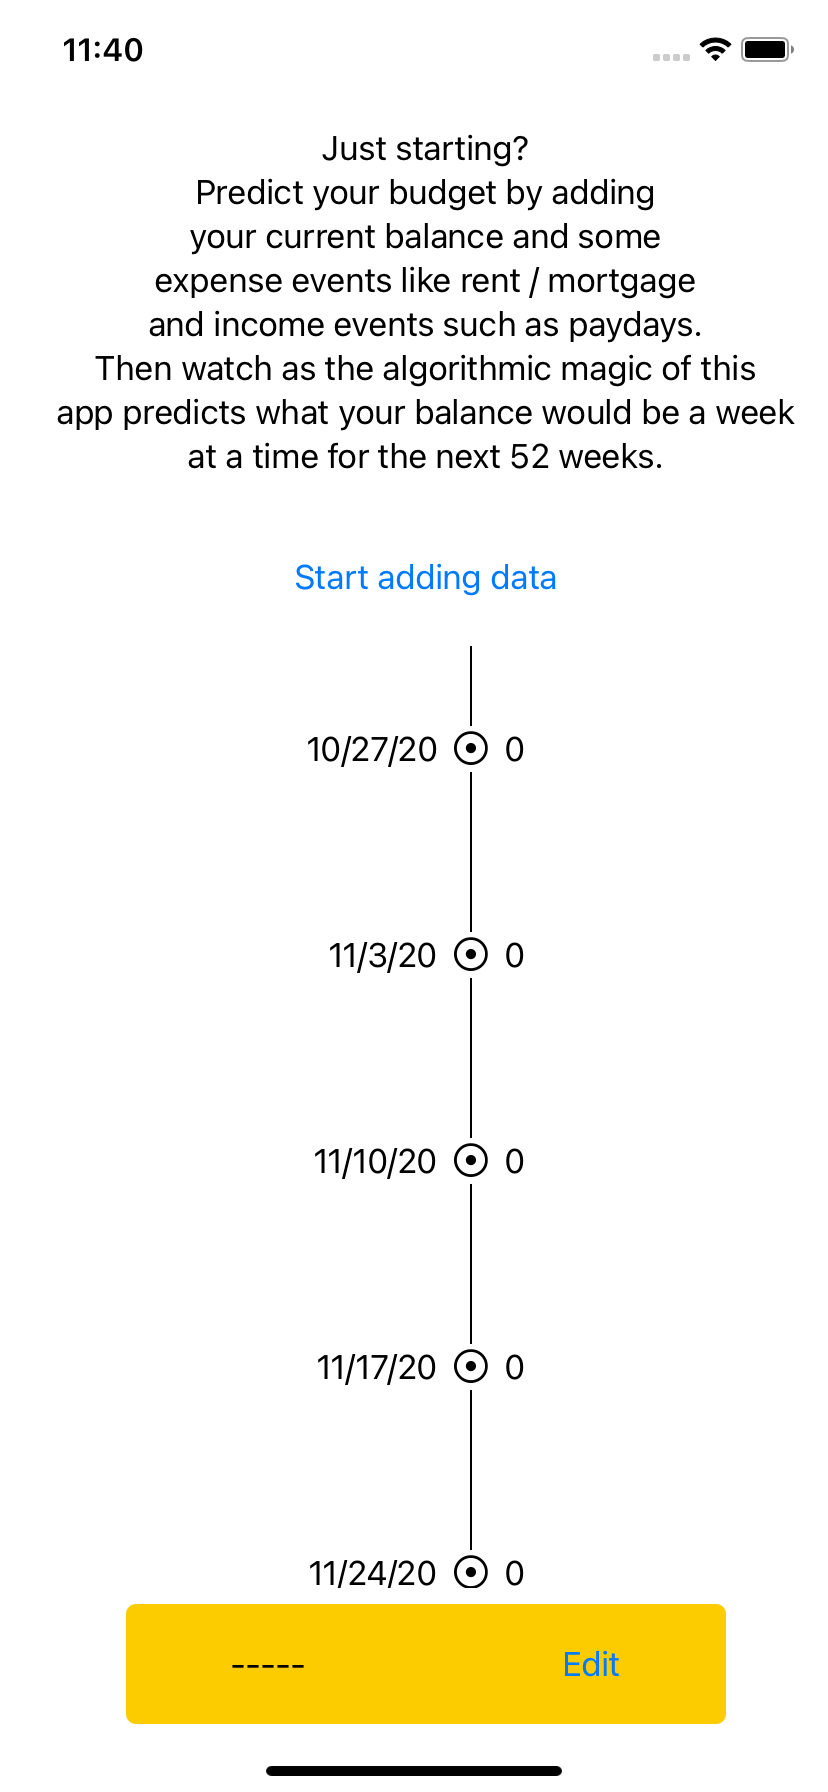 11:40
Just starting?
Predict your budget by adding
your current balance and some
expense events like rent / mortgage
and income events such as paydays.
Then watch as the algorithmic magic of this
app predicts what your balance would be a week
at a time for the next 52 weeks.
Start adding data
10/27/20 0
11/3/20 0
11/10/20 0
11/17/20 0
11/24/20 0
----- Edit